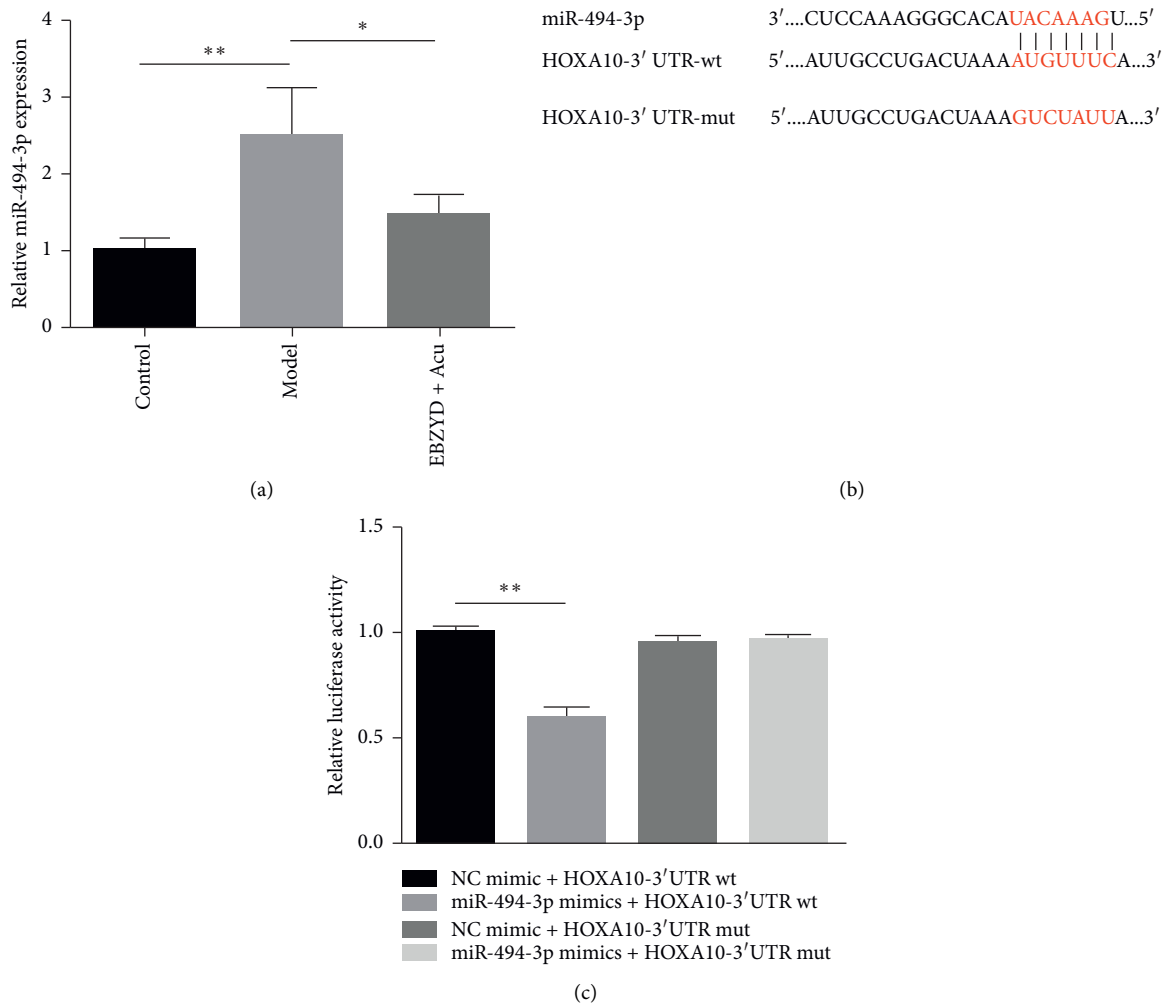 4
3
2
1
0
Relative miR-494-3p expression
**
*
Control
Model
EBZYD + Acu
(a)
miR-494-3p 3′....CUCCAAAGGGCACAUACAAAGU...5′
HOXA10-3′ UTR-wt 5′....AUUGCCUGACUAAAAUGUUUCA...3′
HOXA10-3′ UTR-mut 5′....AUUGCCUGACUAAAGUCUAUUA...3′
(b)
1.5
1.0
0.5
0.0
Relative luciferase activity
**
NC mimic + HOXA10-3′UTR wt
miR-494-3p mimics + HOXA10-3′UTR wt
NC mimic + HOXA10-3′UTR mut
miR-494-3p mimics + HOXA10-3′UTR mut
(c)